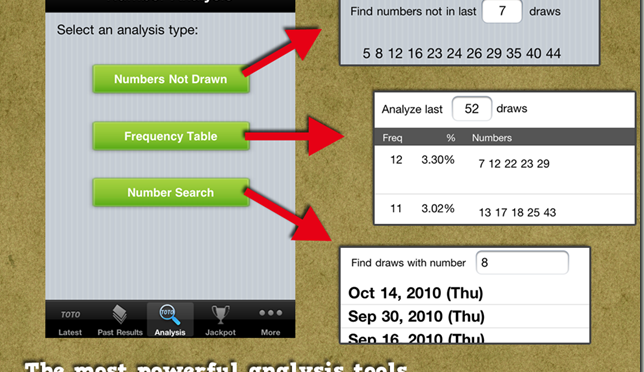 Select an analysis type:
Numbers Not Drawn
Frequency Table
Number Search
TOTO
TOTO
Latest
Past Results
Analysis
Jackpot
More
Find numbers not in last 7 draws
5 8 12 16 23 24 26 29 35 40 44
Analyze last 52 draws
Freq % Numbers
12 3.30% 7 12 22 23 29
11 3.02% 13 17 18 25 43
Find draws with number 8
Oct 14, 2010 (Thu)
Sep 30, 2010 (Thu)
Sep 16, 2010 (Thu)
The most powerful analysis tools